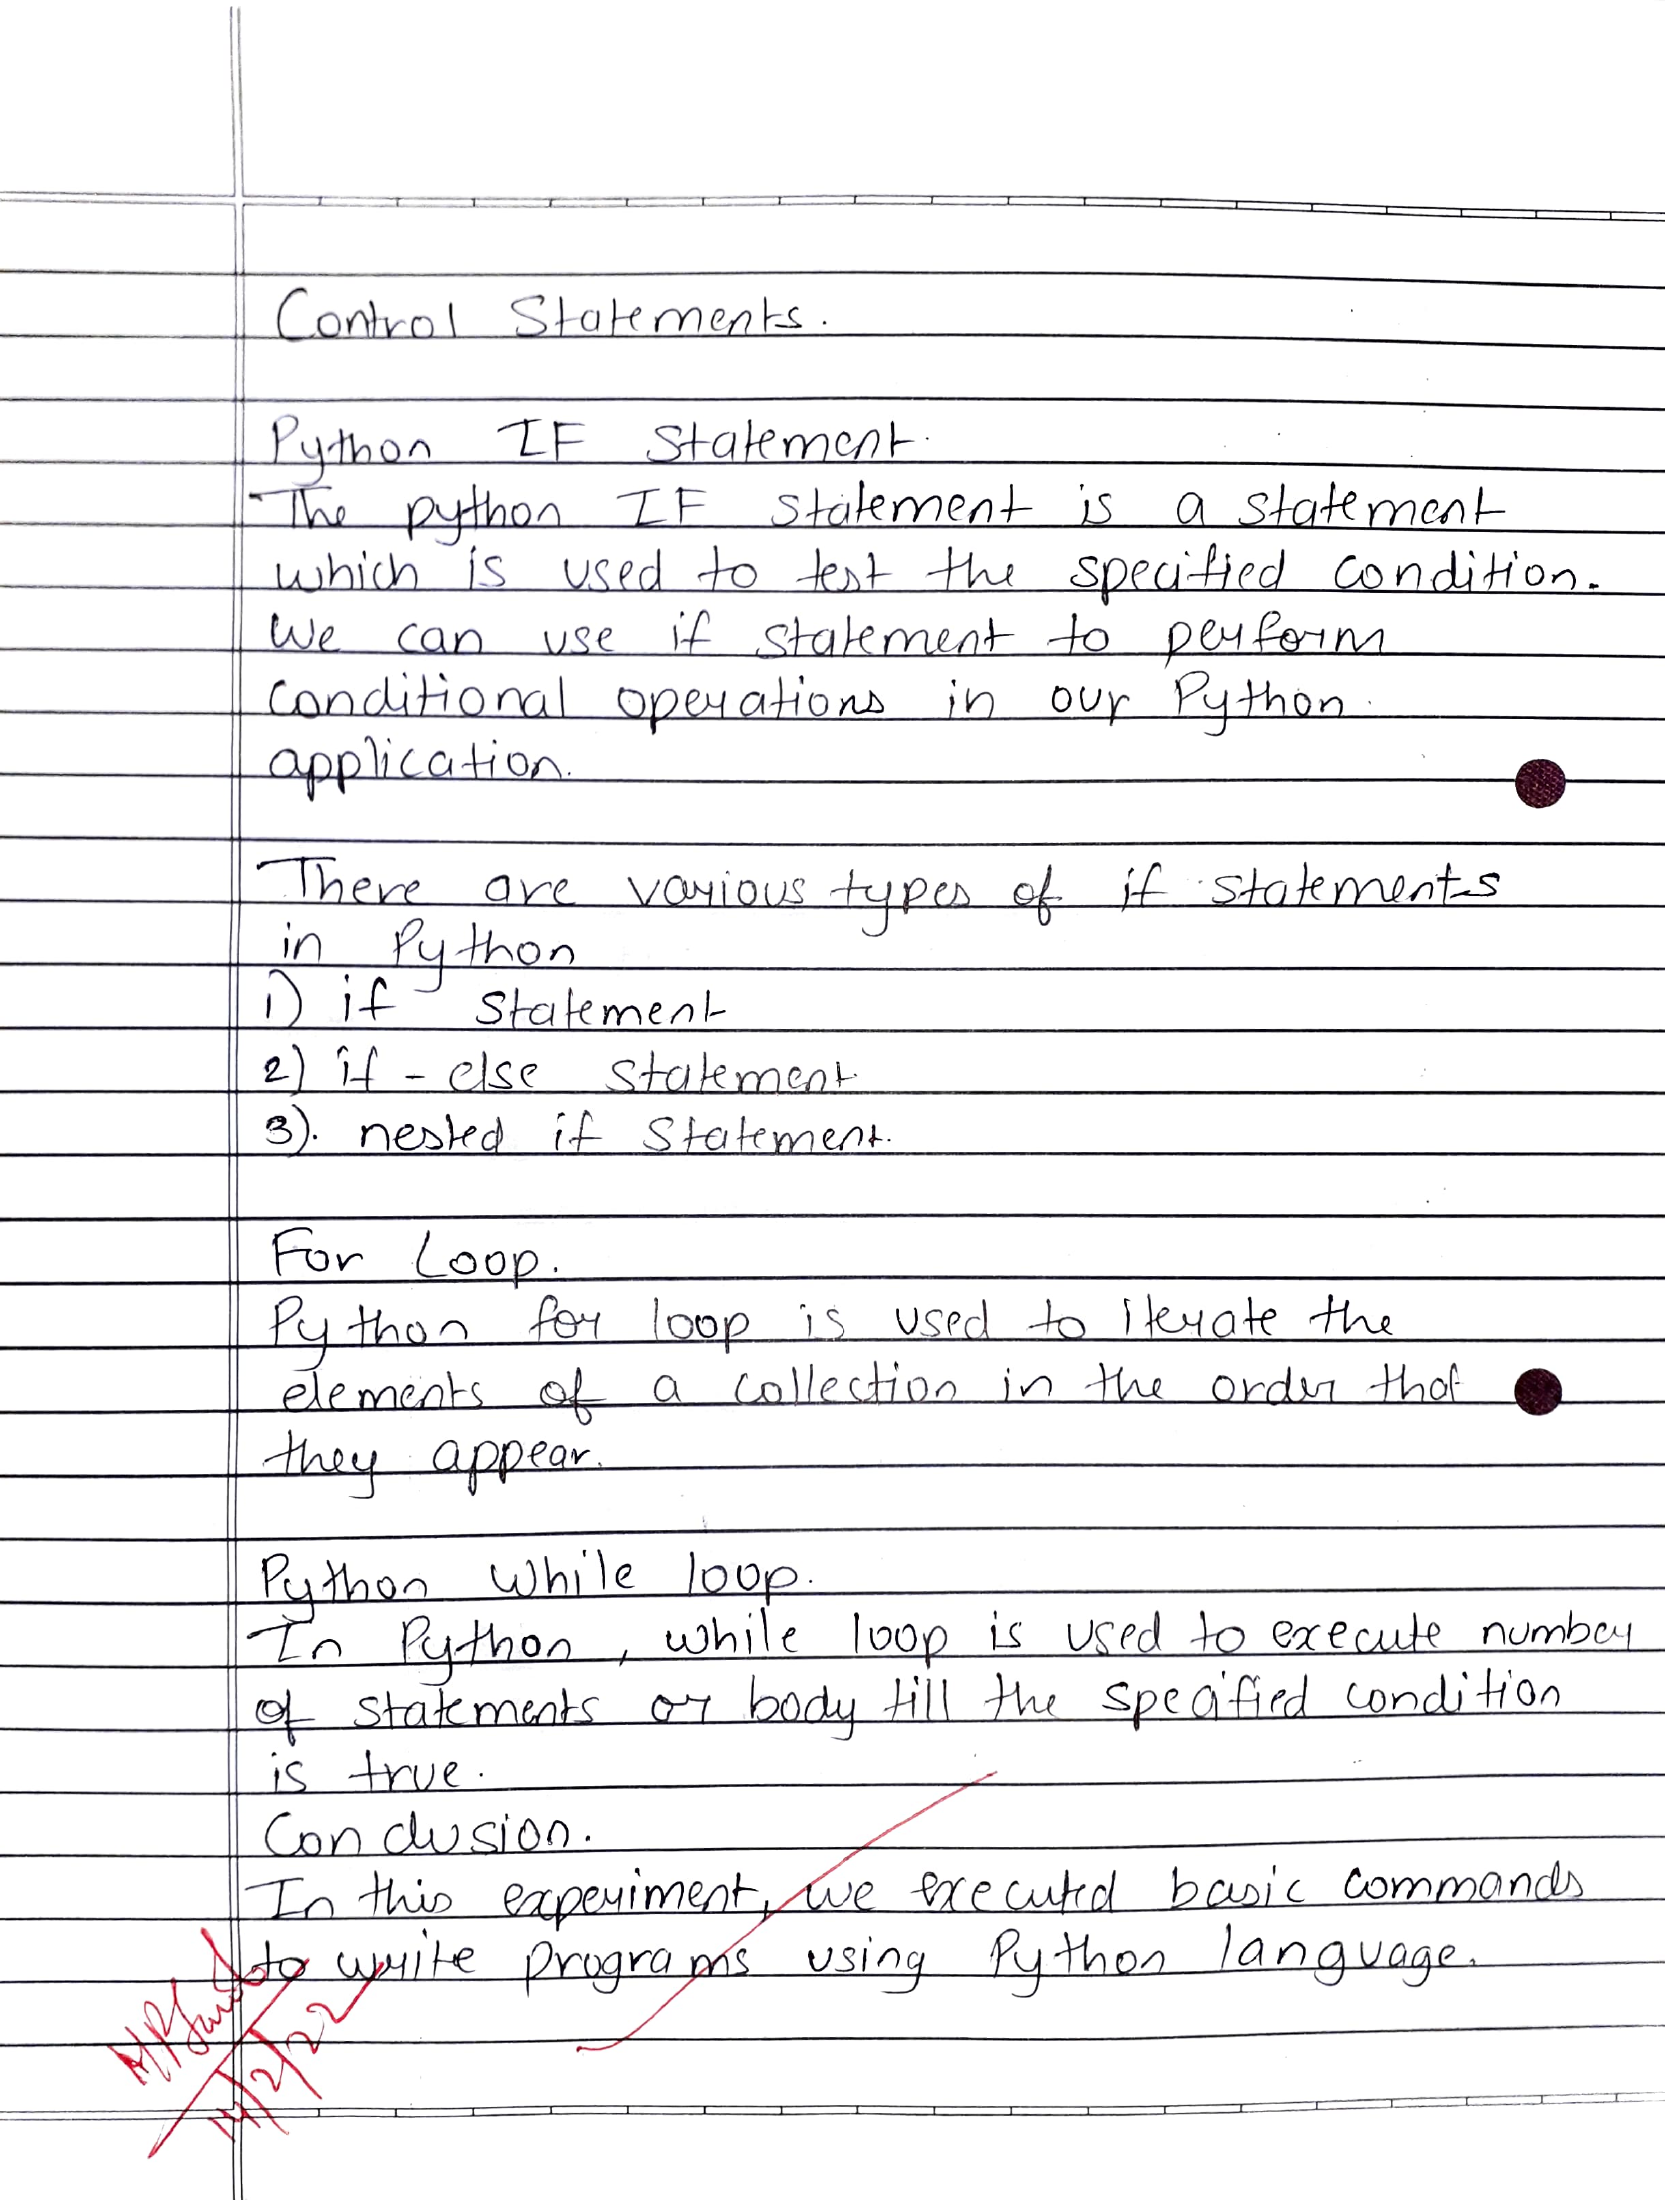 Control Statements.
Python IF Statement.
The python IF statement is a statement
which is used to test the specified condition.
We can use if statement to perform
conditional operations in our Python
application.
There are various types of if statements
in Python
1) if statement
2) if - else statement
3). nested if statement.
For Loop.
Python for loop is used to iterate the
elements of a collection in the order that
they appear.
Python while loop.
In Python, while loop is used to execute number
of statements or body till the specified condition
is true.
Conclusion.
In this experiment, we executed basic commands
to write programs using Python language.